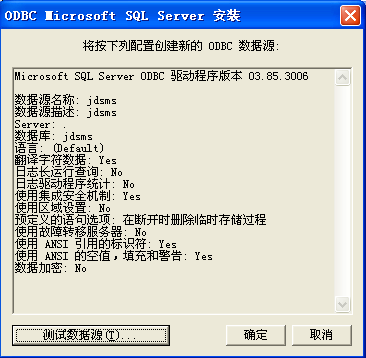 ODBC Microsoft SQL Server 安装
将按下列配置创建新的 ODBC 数据源:
Microsoft SQL Server ODBC 驱动程序版本 03.85.3006
数据源名称: jdsms
数据源描述: jdsms
Server: .
数据库: jdsms
语言: (Default)
翻译字符数据: Yes
日志长运行查询: No
日志驱动程序统计: No
使用集成安全机制: Yes
使用区域设置: No
预定义的语句选项: 在断开时删除临时存储过程
使用故障转移服务器: No
使用 ANSI 引用的标识符: Yes
使用 ANSI 的空值，填充和警告: Yes
数据加密: No
测试数据源(T)...
确定
取消